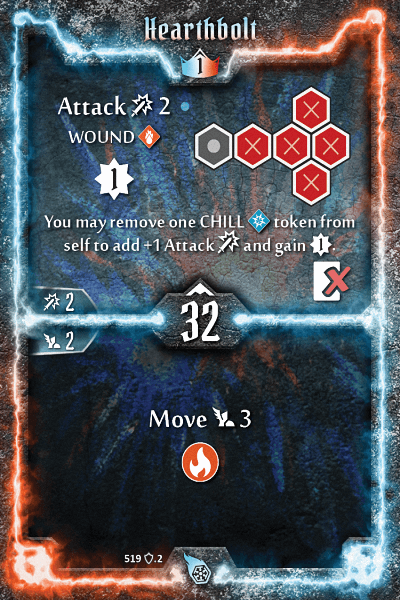 Hearthbolt
1
Attack 2
WOUND
1
You may remove one CHILL token from
self to add +1 Attack and gain 1.
2
32
2
Move 3
519 .2